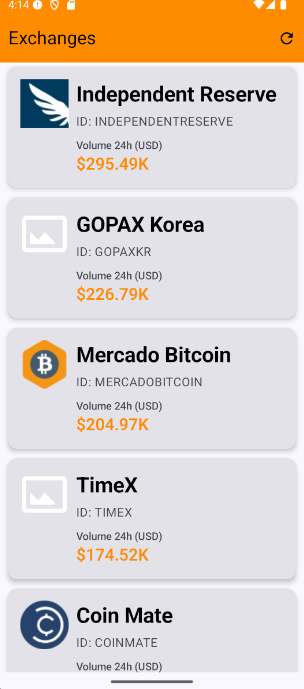 4:14
Exchanges
Independent Reserve
ID: INDEPENDENTRESERVE
Volume 24h (USD)
$295.49K
GOPAX Korea
ID: GOPAXKR
Volume 24h (USD)
$226.79K
Mercado Bitcoin
ID: MERCADOBITCOIN
Volume 24h (USD)
$204.97K
TimeX
ID: TIMEX
Volume 24h (USD)
$174.52K
Coin Mate
ID: COINMATE
Volume 24h (USD)